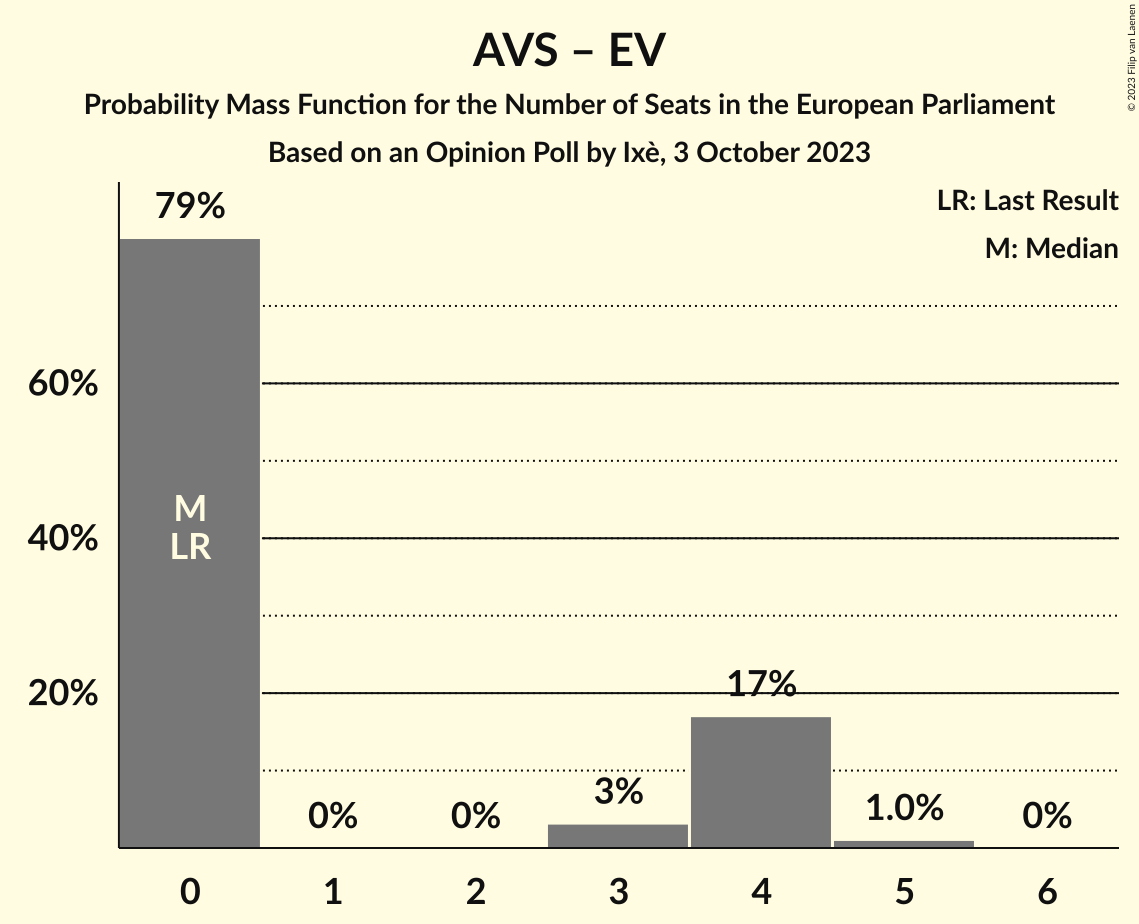 AVS – EV
Probability Mass Function for the Number of Seats in the European Parliament
Based on an Opinion Poll by Ixè, 3 October 2023
© 2023 Filip van Laenen
LR: Last Result
M: Median
79%
60%
40%
20%
M
LR
0%
0%
3%
17%
1.0%
0%
0
1
2
3
4
5
6